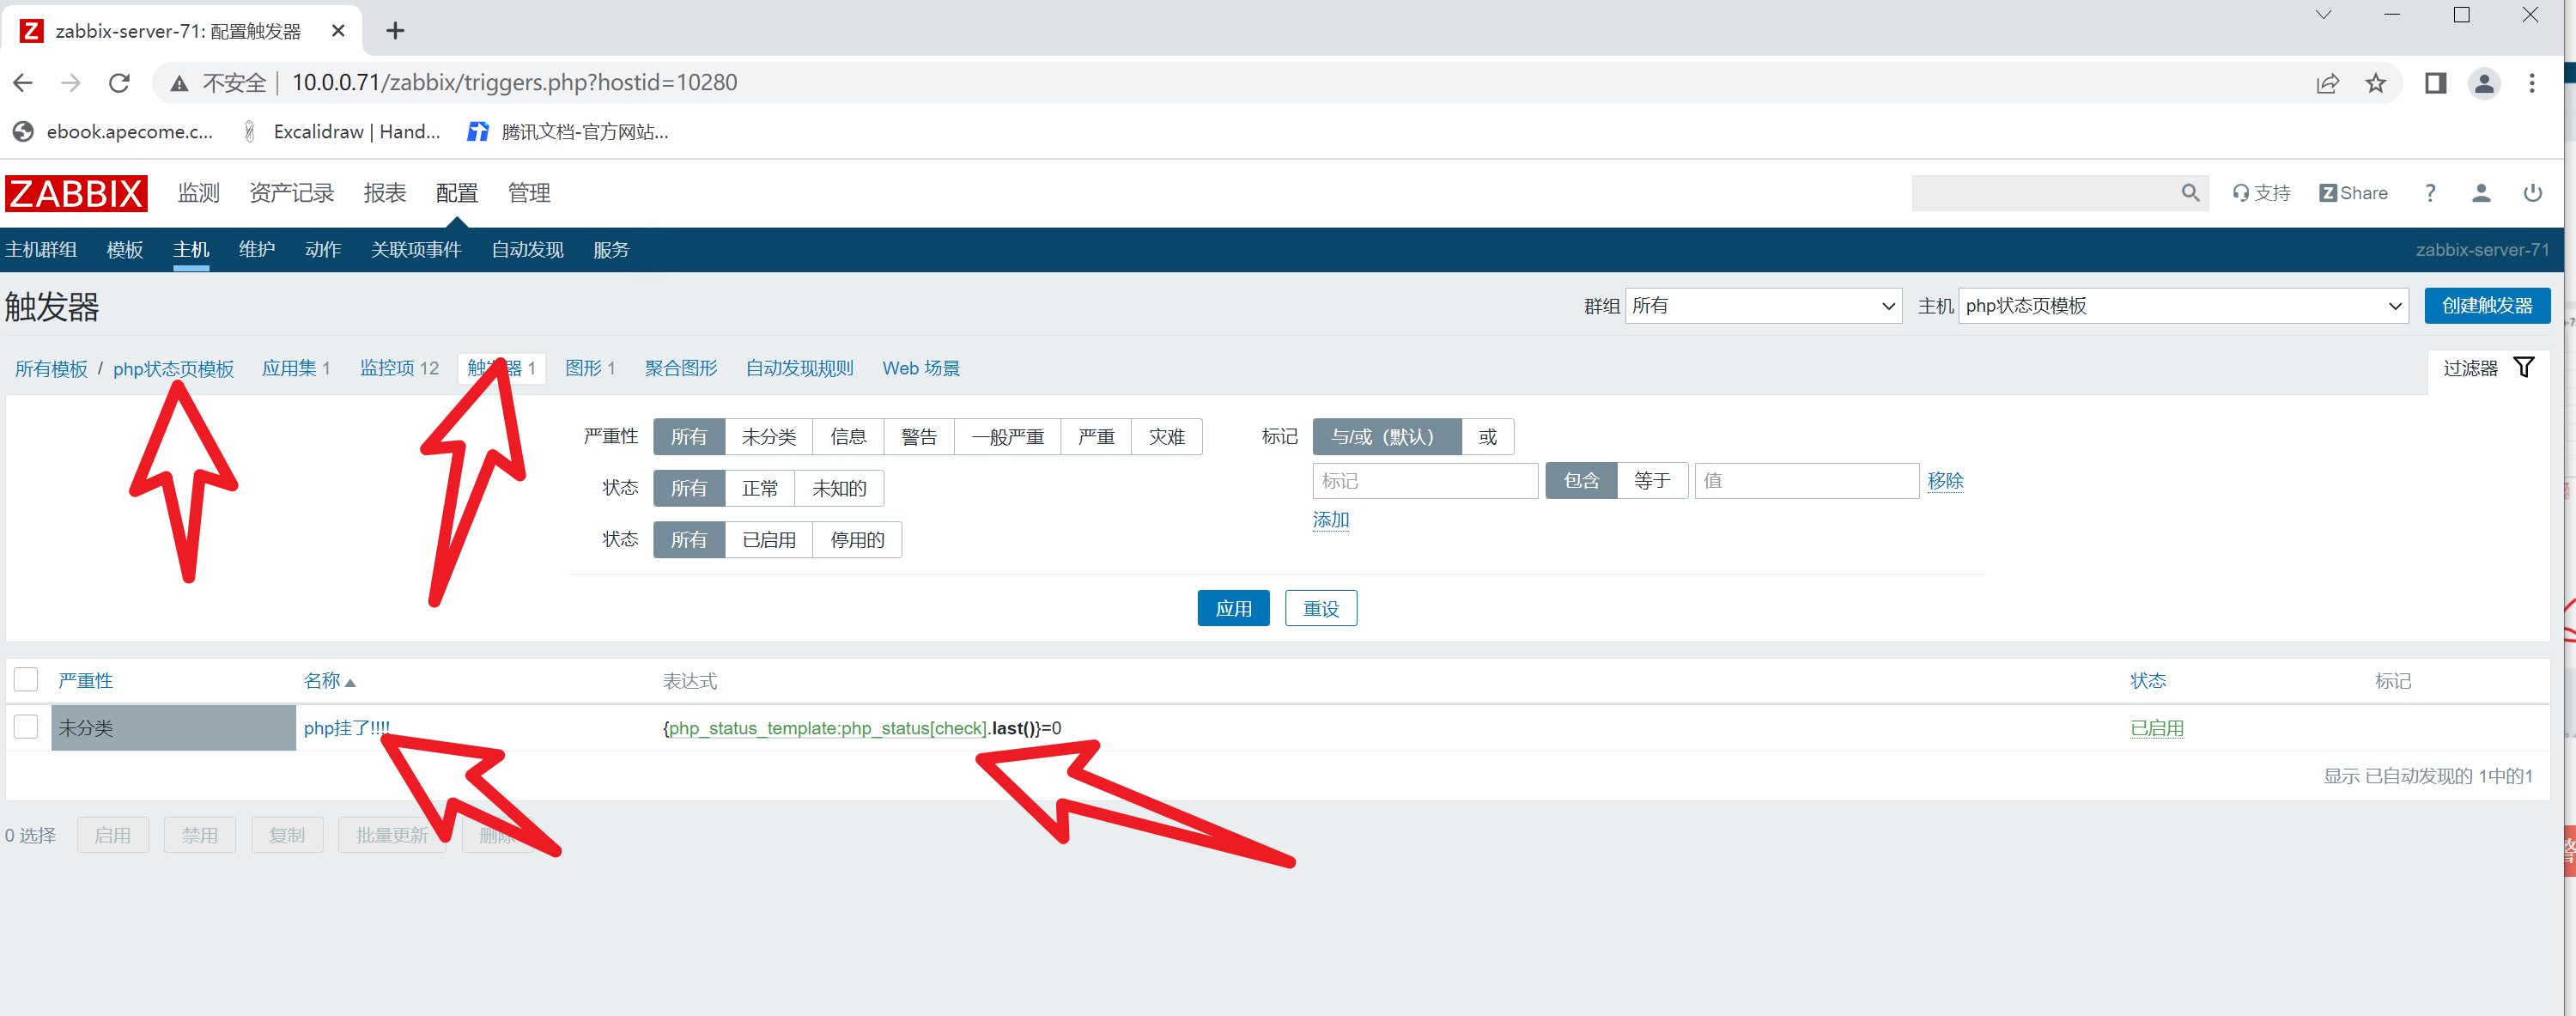 zabbix-server-71: 配置触发器
不安全 10.0.0.71/zabbix/triggers.php?hostid=10280
ebook.apecome.c... Excalidraw | Hand... 腾讯文档-官方网站...
ZABBIX 监测 资产记录 报表 配置 管理 支持 Share ?
主机群组 模板 主机 维护 动作 关联项事件 自动发现 服务 zabbix-server-71
触发器 群组 所有 主机 php状态页模板 创建触发器
所有模板 / php状态页模板 应用集 1 监控项 12 触发器 1 图形 1 聚合图形 自动发现规则 Web 场景 过滤器
严重性 所有 未分类 信息 警告 一般严重 严重 灾难 标记 与/或（默认） 或
标记 包含 等于 值 移除
状态 所有 正常 未知的
添加
状态 所有 已启用 停用的
应用 重设
严重性 名称 表达式 状态 标记
未分类 php挂了!!!! {php_status_template:php_status[check].last()}=0 已启用
显示 已自动发现的 1中的1
0 选择 启用 禁用 复制 批量更新 删除